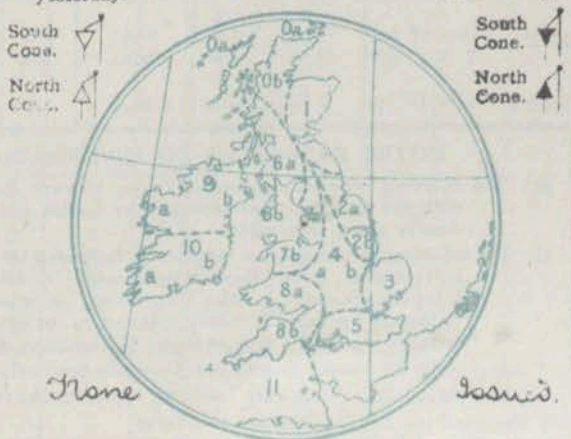 yesterday.
South
Cone.
North
Cone.
South
Cone.
North
Cone.
0a
0a
0b
1
6a
9
a
b
6b
2a
2b
10
a
b
7b
4
a
b
3
8a
8b
5
11
None
Issued.